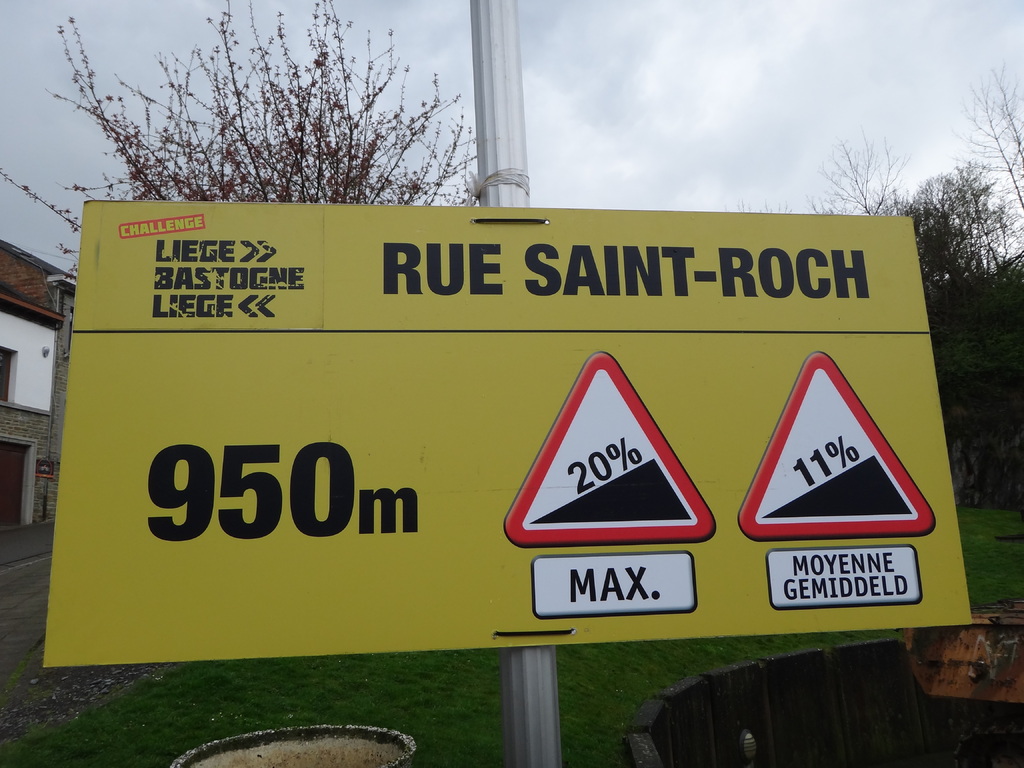 CHALLENGE
LIEGE >>
BASTOGNE
LIEGE <<
RUE SAINT-ROCH
950m
20%
MAX.
11%
MOYENNE
GEMIDDELD